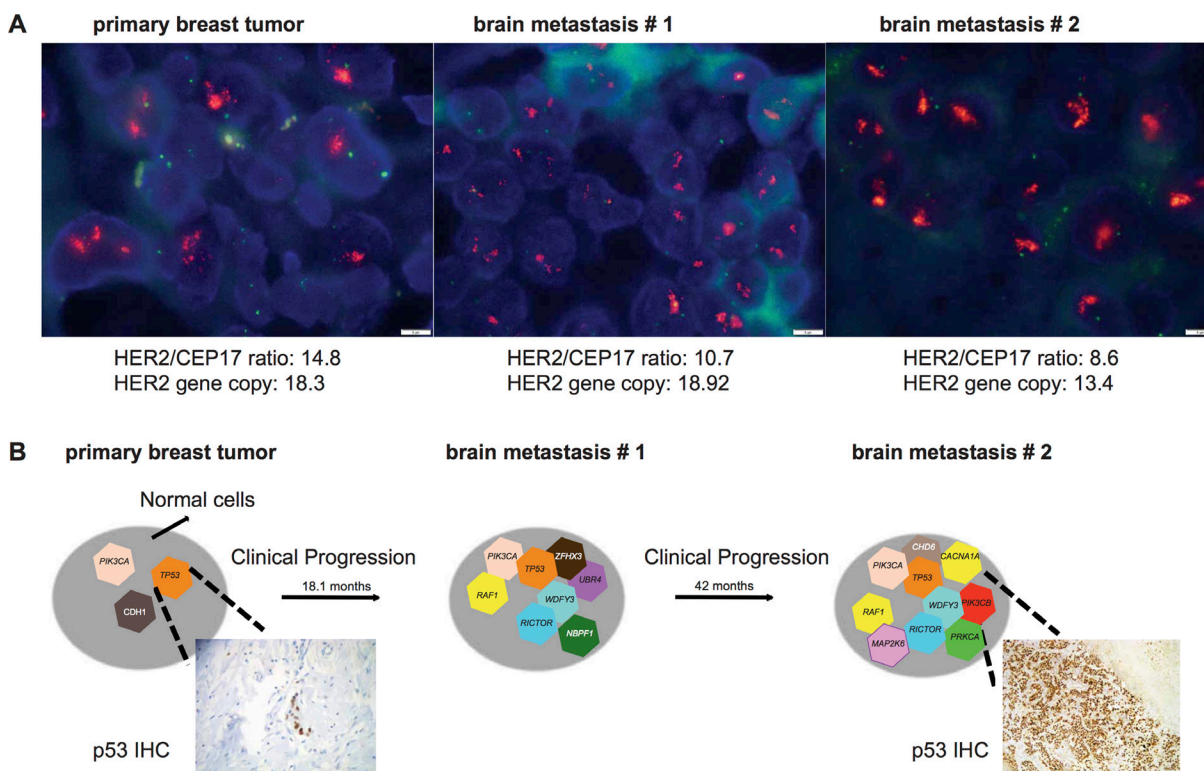 A
primary breast tumor
brain metastasis # 1
brain metastasis # 2
HER2/CEP17 ratio: 14.8
HER2 gene copy: 18.3
HER2/CEP17 ratio: 10.7
HER2 gene copy: 18.92
HER2/CEP17 ratio: 8.6
HER2 gene copy: 13.4
B
primary breast tumor
brain metastasis # 1
brain metastasis # 2
Normal cells
PIK3CA
TP53
CDH1
p53 IHC
Clinical Progression
18.1 months
PIK3CA
TP53
ZFHX3
UBR4
RAF1
WDFY3
RICTOR
NBPF1
Clinical Progression
42 months
CHD6
CACNA1A
PIK3CA
TP53
RAF1
WDFY3
PIK3CB
MAP2K6
RICTOR
PRKCA
p53 IHC